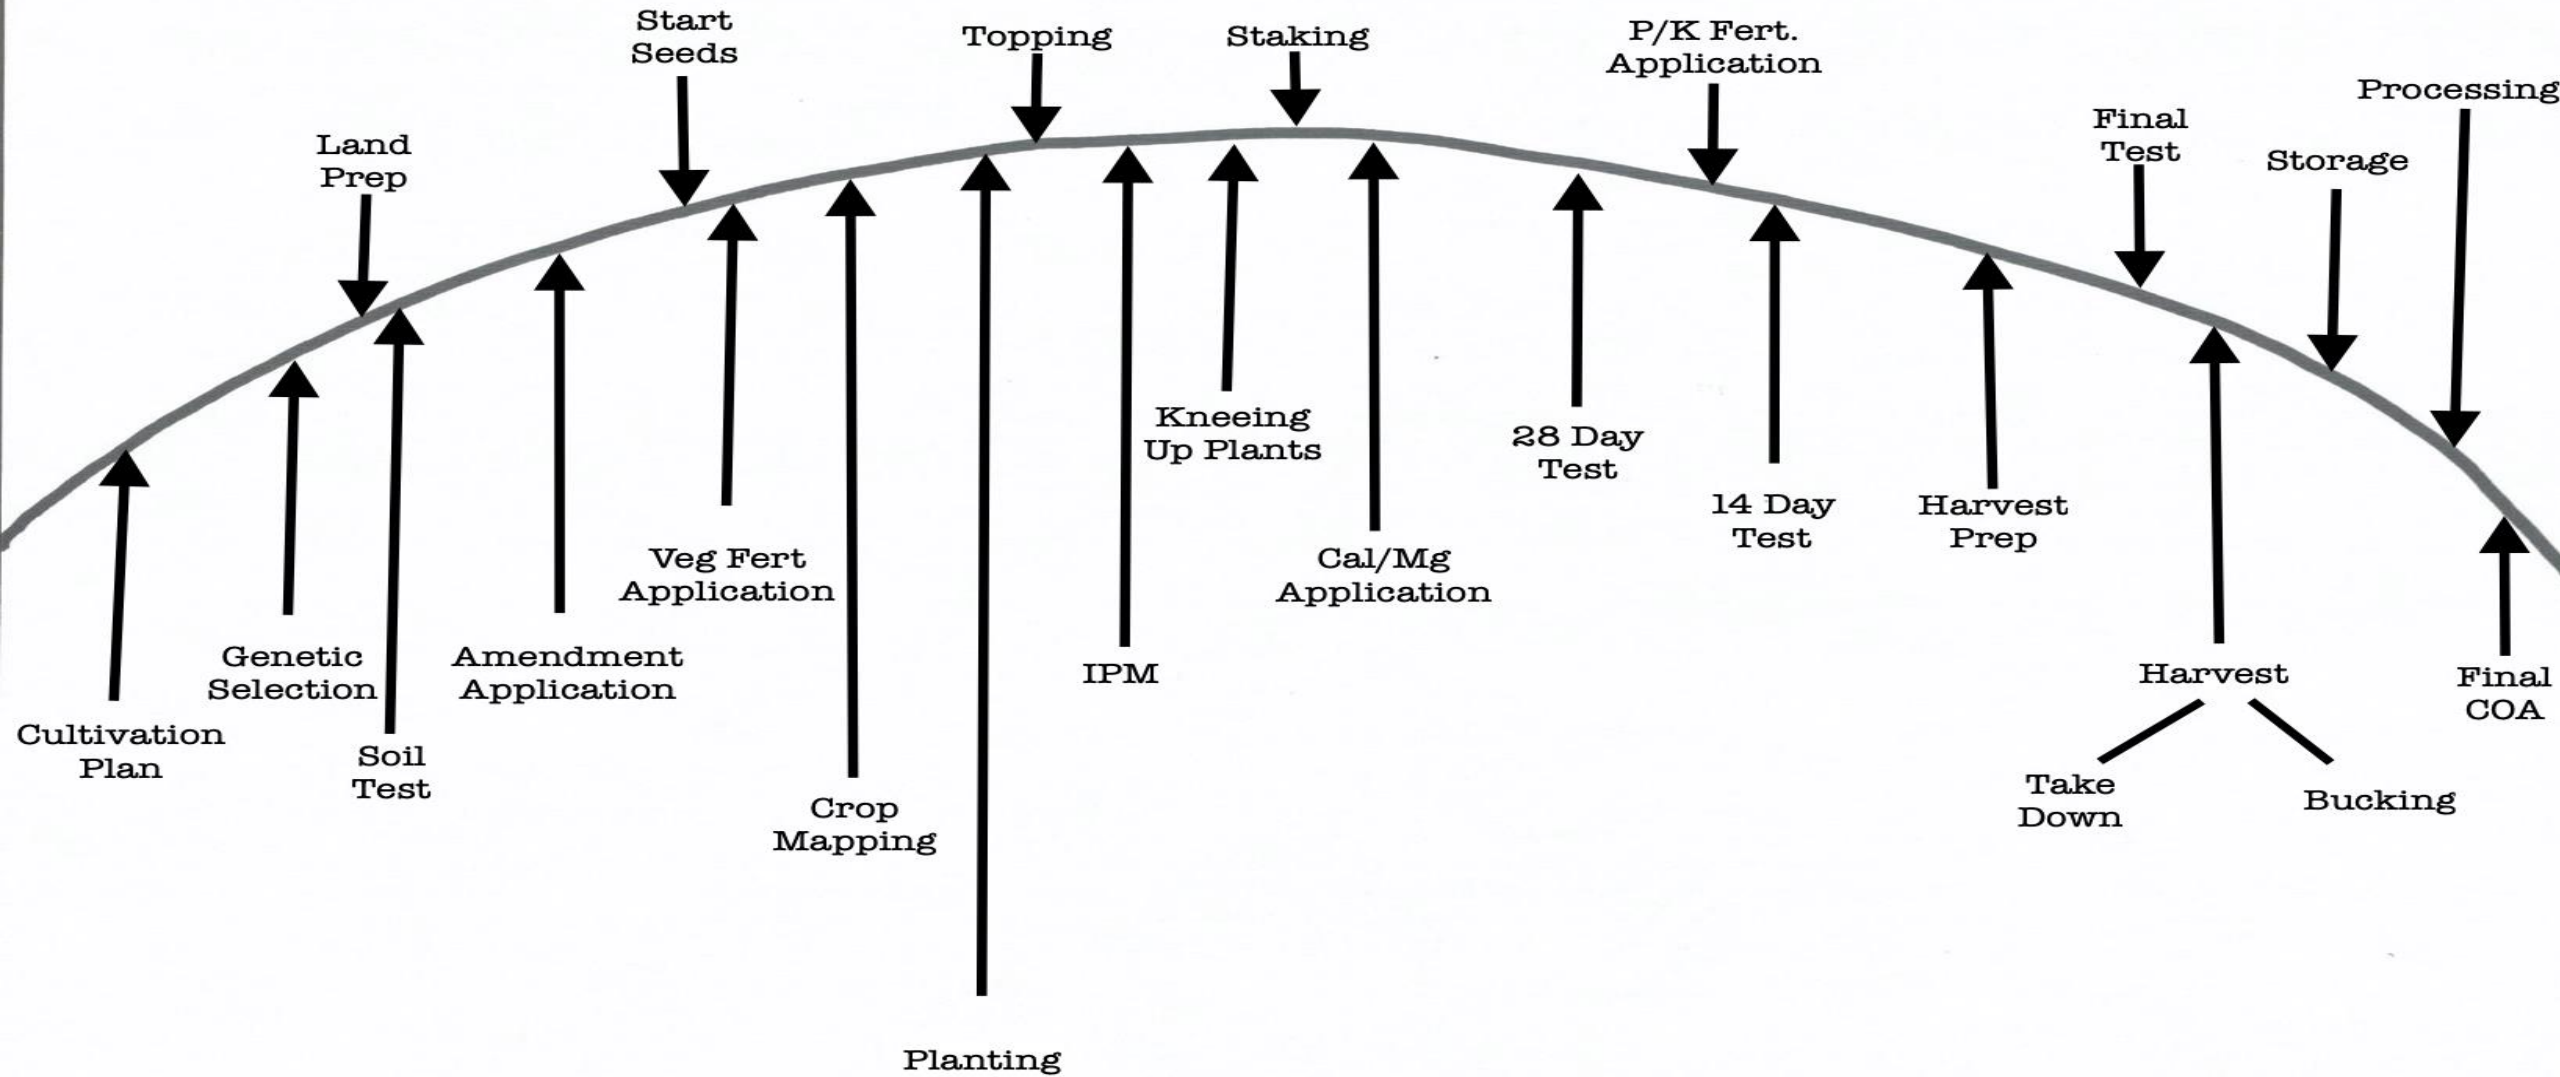 Start
Seeds
Topping
Staking
P/K Fert.
Application
Processing
Final
Test
Storage
Land
Prep
Kneeing
Up Plants
28 Day
Test
14 Day
Test
Harvest
Prep
Veg Fert
Application
Cal/Mg
Application
Genetic
Selection
Amendment
Application
IPM
Harvest
Final
COA
Cultivation
Plan
Soil
Test
Crop
Mapping
Take
Down
Bucking
Planting